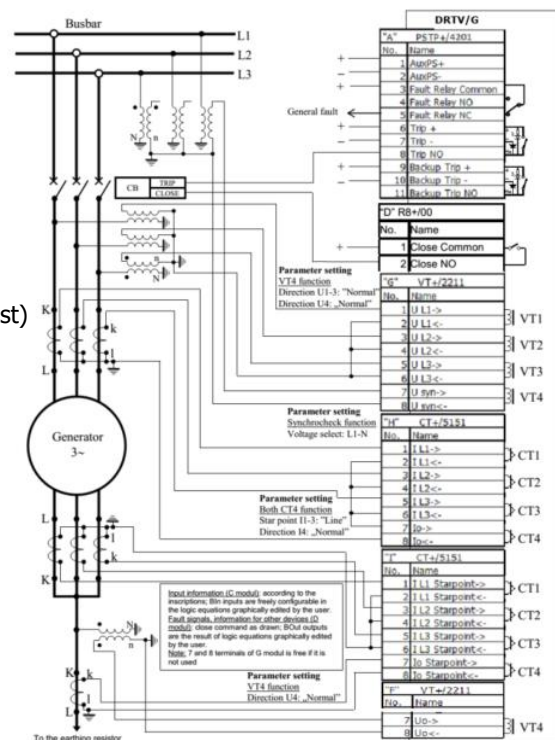 DRTV/G
Busbar
L1
L2
L3
"A" PSTP+/4201
No. Name
1 AuxPS+
2 AuxPS-
3 Fault Relay Common
4 Fault Relay NO
5 Fault Relay NC
6 Trip +
7 Trip -
8 Trip NO
9 Backup Trip +
10 Backup Trip -
11 Backup Trip NO
+
−
General fault
+
−
+
−
N
n
CB
TRIP
CLOSE
"D" R8+/00
No. Name
1 Close Common
2 Close NO
+
n
N
Parameter setting
VT4 function
Direction U1-3: "Normal"
Direction U4: „Normal"
"G" VT+/2211
No. Name
1 U L1->
2 U L1<-
3 U L2->
4 U L2<-
5 U L3->
6 U L3<-
7 U syn->
8 U syn<-
VT1
VT2
VT3
VT4
st)
K
k
l
L
Parameter setting
Synchrocheck function
Voltage select: L1-N
"H" CT+/5151
No. Name
1 I L1->
2 I L1<-
3 I L2->
4 I L2<-
5 I L3->
6 I L3<-
7 Io->
8 Io<-
CT1
CT2
CT3
CT4
Generator
3~
Parameter setting
Both CT4 function
Star point I1-3: "Line"
Direction I4: „Normal"
L
l
k
K
"I" CT+/5151
No. Name
1 I L1 Starpoint->
2 I L1 Starpoint<-
3 I L2 Starpoint->
4 I L2 Starpoint<-
5 I L3 Starpoint->
6 I L3 Starpoint<-
7 Io Starpoint->
8 Io Starpoint<-
CT1
CT2
CT3
CT4
Input information (C modul): according to the
inscriptions; BIn inputs are freely configurable in
the logic equations graphically edited by the user.
Fault signals, information for other devices (D
modul): close command as drawn; BOut outputs
are the result of logic equations graphically edited
by the user.
Note: 7 and 8 terminals of G modul is free if it is
not used
N
n
Parameter setting
VT4 function
Direction U4: „Normal"
"F" VT+/2211
No. Name
7 Uo->
8 Uo<-
VT4
K
k
l
L
To the earthing resistor